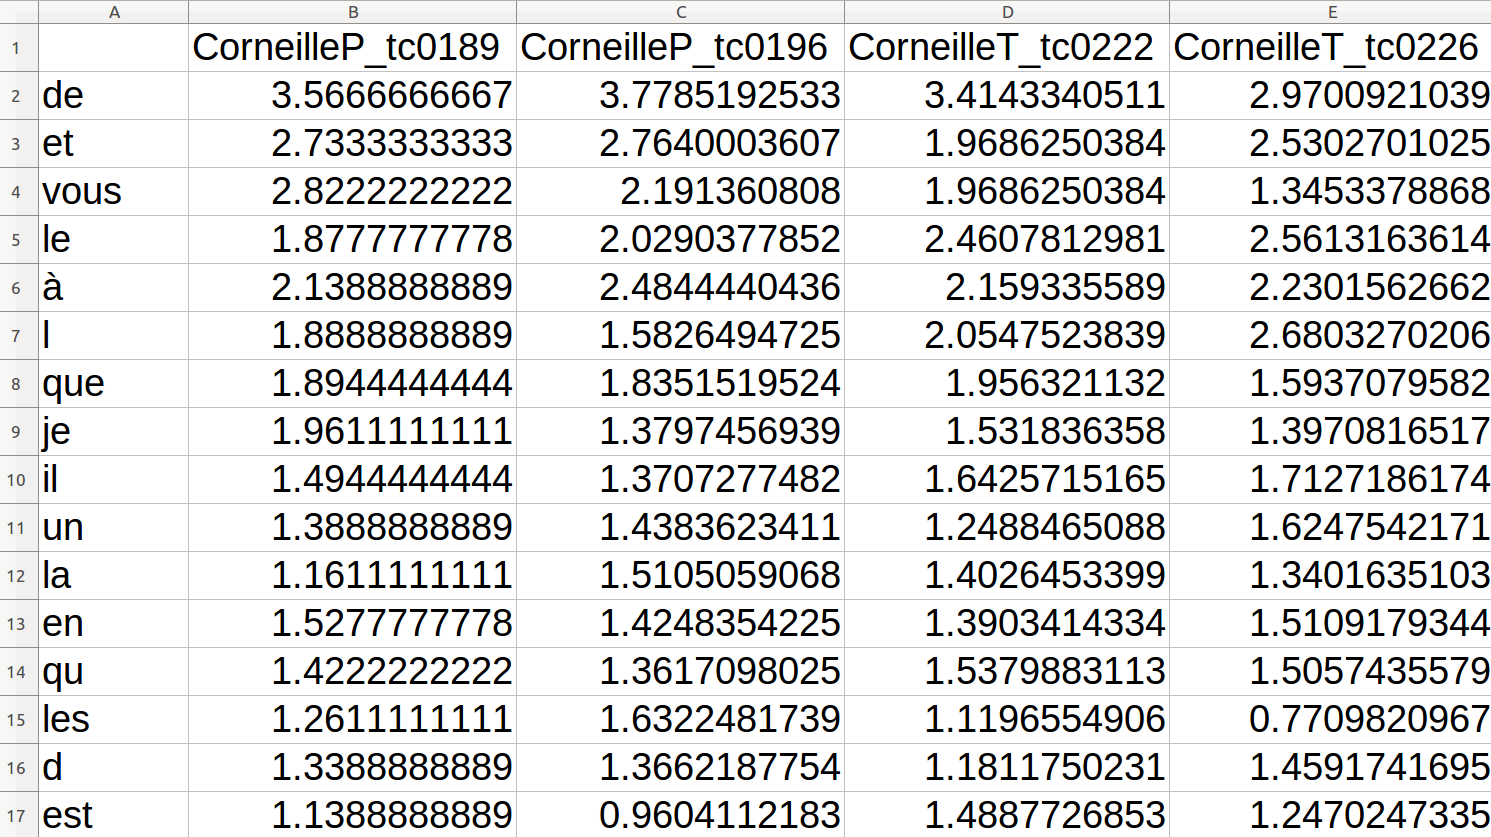 A B C D E
1 CorneilleP_tc0189 CorneilleP_tc0196 CorneilleT_tc0222 CorneilleT_tc0226
2 de 3.5666666667 3.7785192533 3.4143340511 2.9700921039
3 et 2.7333333333 2.7640003607 1.9686250384 2.5302701025
4 vous 2.8222222222 2.191360808 1.9686250384 1.3453378868
5 le 1.8777777778 2.0290377852 2.4607812981 2.5613163614
6 à 2.1388888889 2.4844440436 2.159335589 2.2301562662
7 l 1.8888888889 1.5826494725 2.0547523839 2.6803270206
8 que 1.8944444444 1.8351519524 1.956321132 1.5937079582
9 je 1.9611111111 1.3797456939 1.531836358 1.3970816517
10 il 1.4944444444 1.3707277482 1.6425715165 1.7127186174
11 un 1.3888888889 1.4383623411 1.2488465088 1.6247542171
12 la 1.1611111111 1.5105059068 1.4026453399 1.3401635103
13 en 1.5277777778 1.4248354225 1.3903414334 1.5109179344
14 qu 1.4222222222 1.3617098025 1.5379883113 1.5057435579
15 les 1.2611111111 1.6322481739 1.1196554906 0.7709820967
16 d 1.3388888889 1.3662187754 1.1811750231 1.4591741695
17 est 1.1388888889 0.9604112183 1.4887726853 1.2470247335